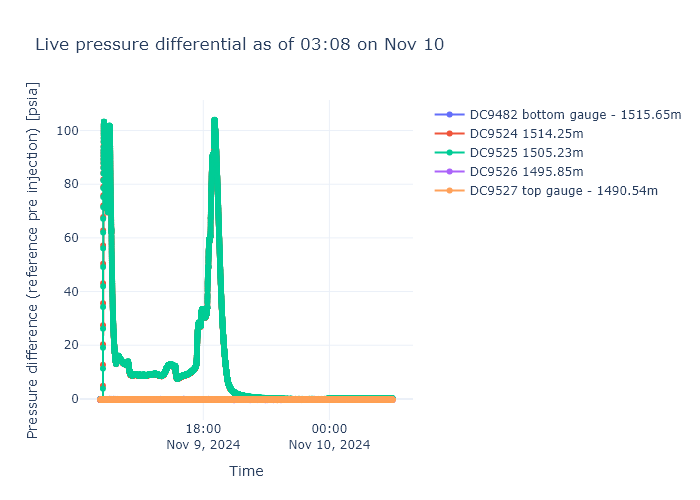 Live pressure differential as of 03:08 on Nov 10
Pressure difference (reference pre injection) [psia]
100
80
60
40
20
0
18:00
Nov 9, 2024
00:00
Nov 10, 2024
Time
DC9482 bottom gauge - 1515.65m
DC9524 1514.25m
DC9525 1505.23m
DC9526 1495.85m
DC9527 top gauge - 1490.54m